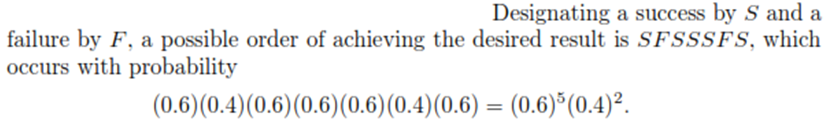 Designating a success by S and a
failure by F, a possible order of achieving the desired result is SFSSSFS, which
occurs with probability
(0.6)(0.4)(0.6)(0.6)(0.6)(0.4)(0.6) = (0.6)⁵(0.4)².